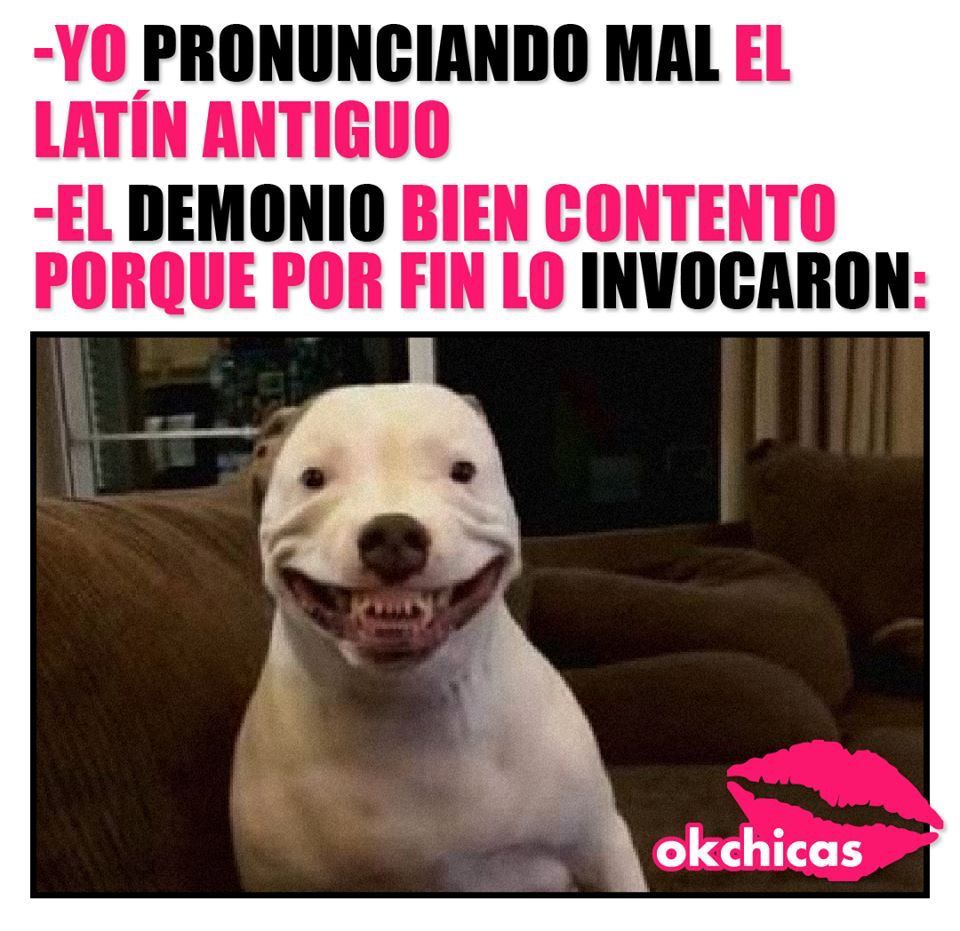 -YO PRONUNCIANDO MAL EL
LATÍN ANTIGUO
-EL DEMONIO BIEN CONTENTO
PORQUE POR FIN LO INVOCARON:
okchicas